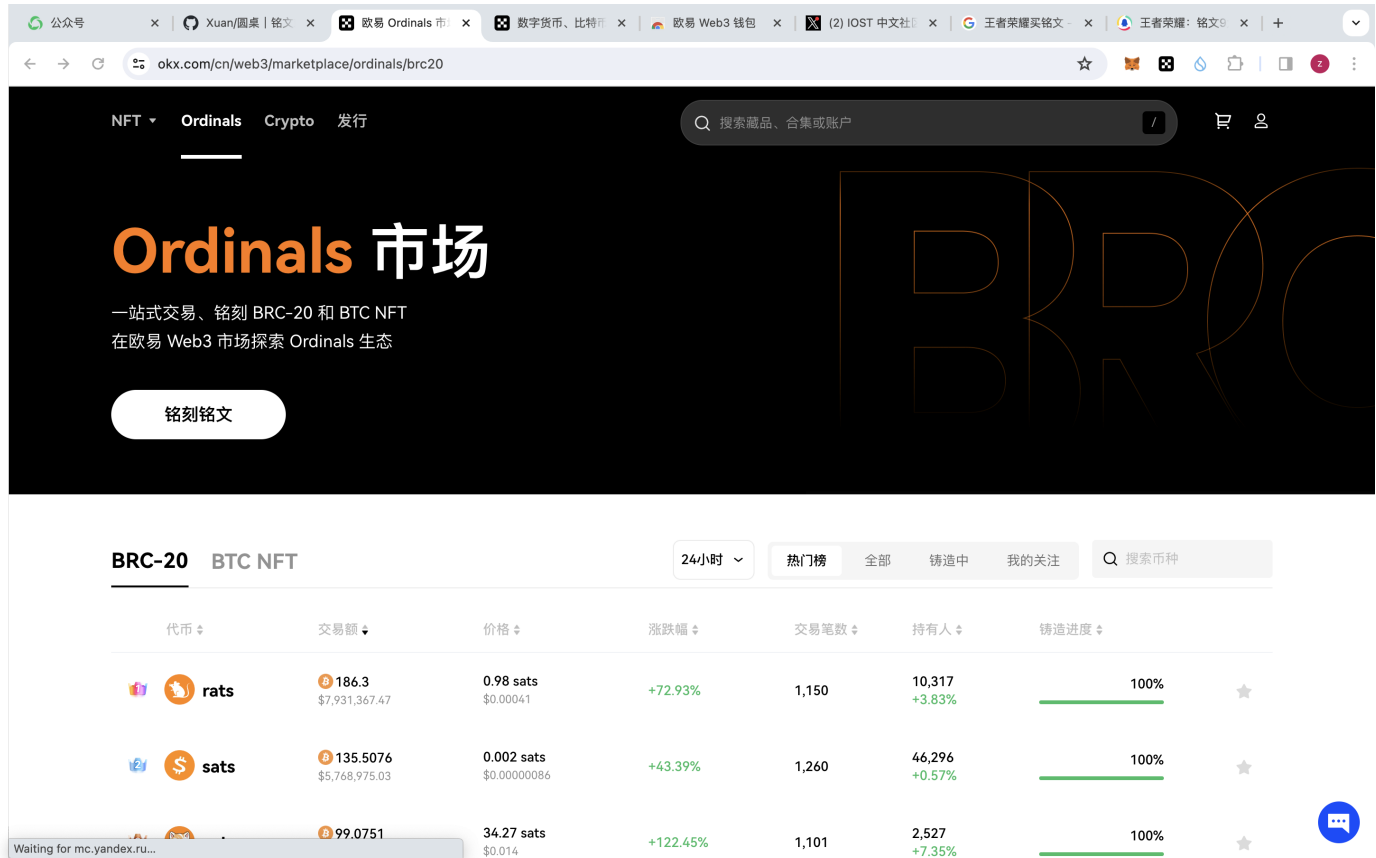 公众号
Xuan/圆桌｜铭文
欧易 Ordinals 市
数字货币、比特币
欧易 Web3 钱包
(2) IOST 中文社区
王者荣耀买铭文 -
王者荣耀：铭文9
okx.com/cn/web3/marketplace/ordinals/brc20
z
NFT Ordinals Crypto 发行
搜索藏品、合集或账户
/
BRC
Ordinals 市场
一站式交易、铭刻 BRC-20 和 BTC NFT
在欧易 Web3 市场探索 Ordinals 生态
铭刻铭文
BRC-20 BTC NFT
24小时
热门榜 全部 铸造中 我的关注
搜索币种
代币 交易额 价格 涨跌幅 交易笔数 持有人 铸造进度
1 rats 186.3 0.98 sats +72.93% 1,150 10,317 100%
$7,931,367.47 $0.00041 +3.83%
2 sats 135.5076 0.002 sats +43.39% 1,260 46,296 100%
$5,768,975.03 $0.00000086 +0.57%
99.0751 34.27 sats +122.45% 1,101 2,527 100%
$0.014 +7.35%
Waiting for mc.yandex.ru...